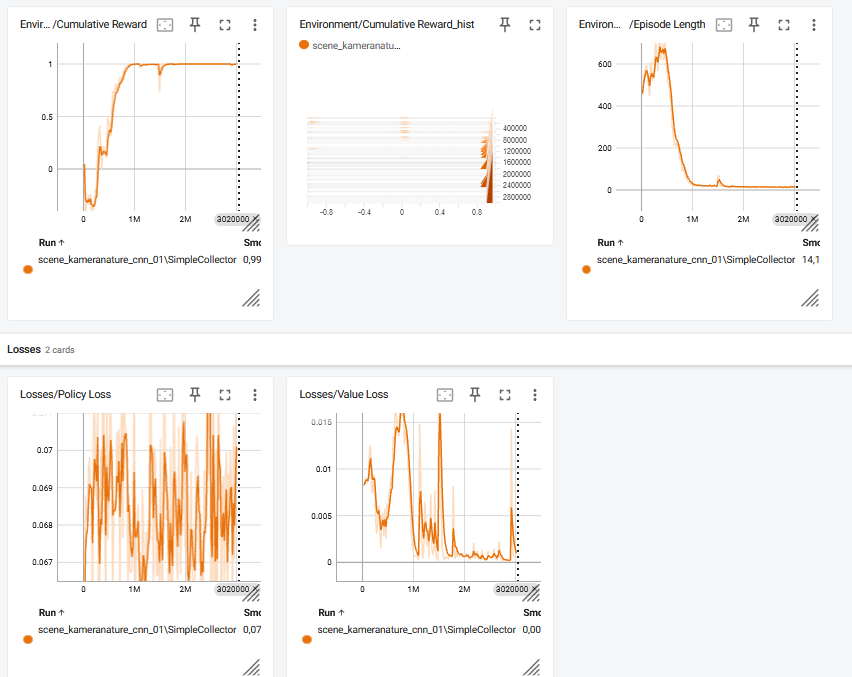 Envir... /Cumulative Reward
1
0.5
0
0 1M 2M 3020000
Run ↑ Smo
scene_kameranature_cnn_01\SimpleCollector 0,99
Environment/Cumulative Reward_hist
scene_kameranatu...
400000
800000
1200000
1600000
2000000
2400000
2800000
-0.8 -0.4 0 0.4 0.8
Environ... /Episode Length
600
400
200
0
0 1M 2M 3020000
Run ↑ Smo
scene_kameranature_cnn_01\SimpleCollector 14,1
Losses 2 cards
Losses/Policy Loss
0.07
0.069
0.068
0.067
0 1M 2M 3020000
Run ↑ Smo
scene_kameranature_cnn_01\SimpleCollector 0,07
Losses/Value Loss
0.015
0.01
0.005
0
0 1M 2M 3020000
Run ↑ Smo
scene_kameranature_cnn_01\SimpleCollector 0,00